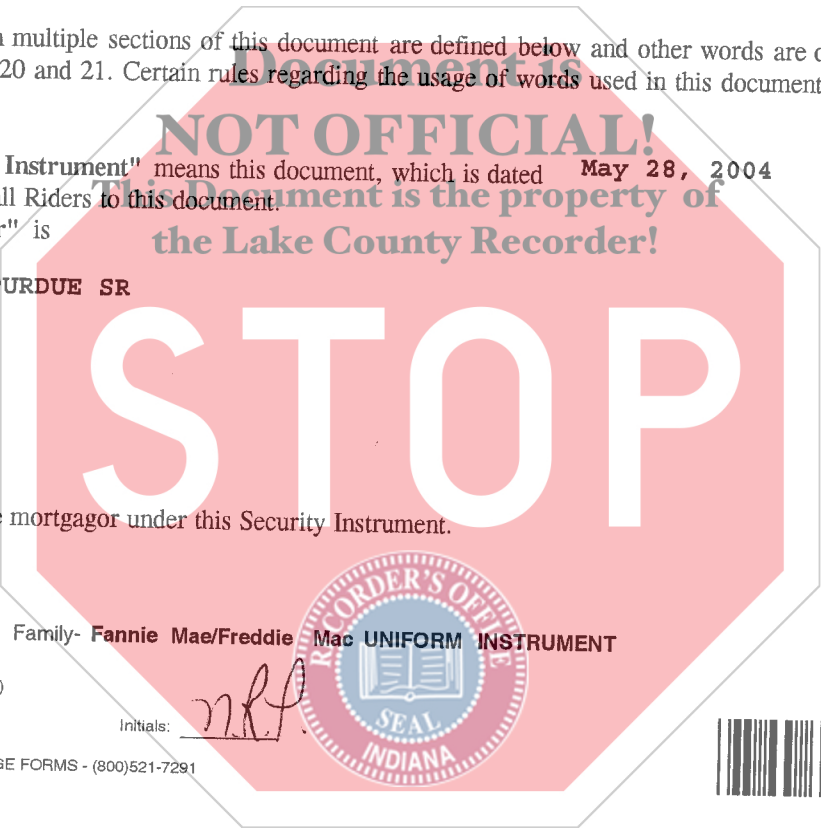 multiple sections of this document are defined below and other words are
20 and 21. Certain rules regarding the usage of words used in this document
Document is
NOT OFFICIAL!
Instrument" means this document, which is dated May 28, 2004
Riders to this document.
This Document is the property of
" is
the Lake County Recorder!
URDUE SR
STOP
mortgagor under this Security Instrument.
RECORDER'S OFFICE
Family- Fannie Mae/Freddie Mac UNIFORM INSTRUMENT
SEAL
INDIANA
Initials: N.R.P.
GE FORMS - (800)521-7291